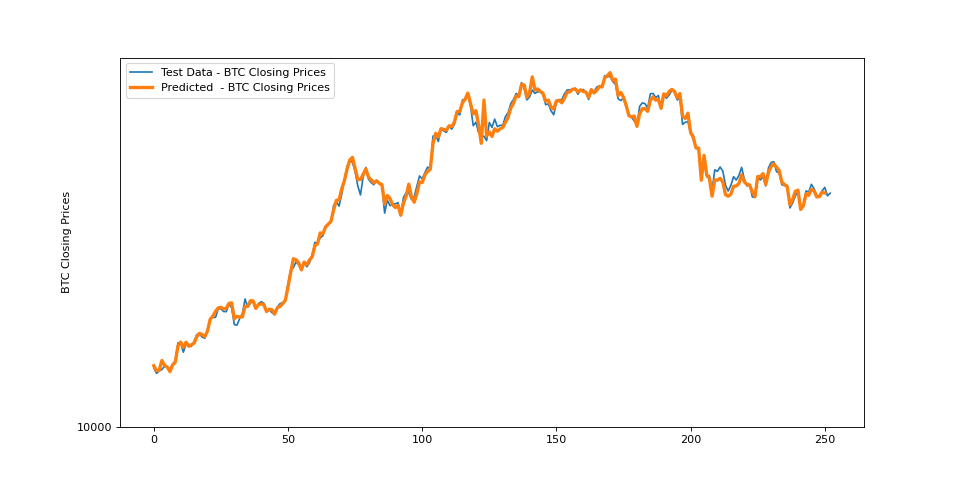 Test Data - BTC Closing Prices
Predicted  - BTC Closing Prices
BTC Closing Prices
10000
0 50 100 150 200 250